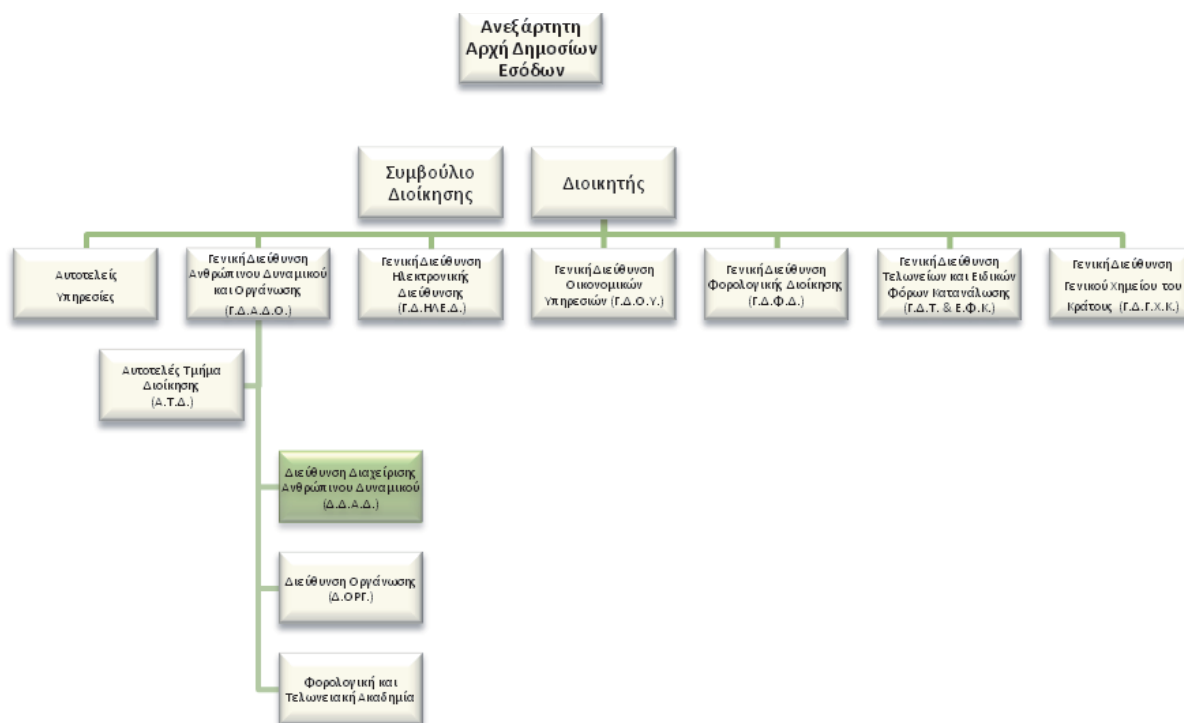 Ανεξάρτητη
Αρχή Δημοσίων
Εσόδων
Συμβούλιο
Διοίκησης
Διοικητής
Αυτοτελείς
Υπηρεσίες
Γενική Διεύθυνση
Ανθρώπινου Δυναμικού
και Οργάνωσης
(Γ.Δ.Α.Δ.Ο.)
Γενική Διεύθυνση
Ηλεκτρονικής
Διεύθυνσης
(Γ.Δ.ΗΛΕ.Δ.)
Γενική Διεύθυνση
Οικονομικών
Υπηρεσιών (Γ.Δ.Ο.Υ.)
Γενική Διεύθυνση
Φορολογικής Διοίκησης
(Γ.Δ.Φ.Δ.)
Γενική Διεύθυνση
Τελωνείων και Ειδικών
Φόρων Κατανάλωσης
(Γ.Δ.Τ. & Ε.Φ.Κ.)
Γενική Διεύθυνση
Γενικού Χημείου του
Κράτους (Γ.Δ.Γ.Χ.Κ.)
Αυτοτελές Τμήμα
Διοίκησης
(Α.Τ.Δ.)
Διεύθυνση Διαχείρισης
Ανθρώπινου Δυναμικού
(Δ.Δ.Α.Δ.)
Διεύθυνση Οργάνωσης
(Δ.ΟΡΓ.)
Φορολογική και
Τελωνειακή Ακαδημία